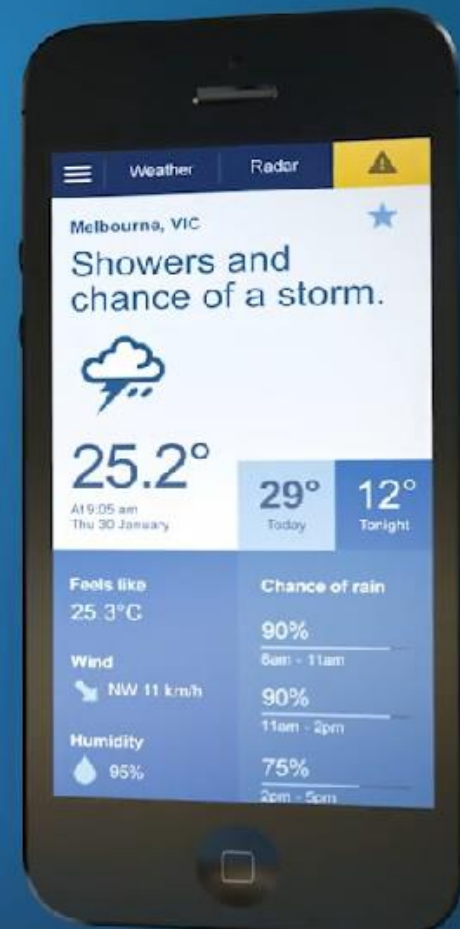 Weather
Radar
Melbourne, VIC
Showers and
chance of a storm.
25.2°
At 9:05 am
Thu 30 January
29°
Today
12°
Tonight
Feels like
25.3°C
Wind
NW 11 km/h
Humidity
95%
Chance of rain
90%
8am - 11am
90%
11am - 2pm
75%
2pm - 5pm